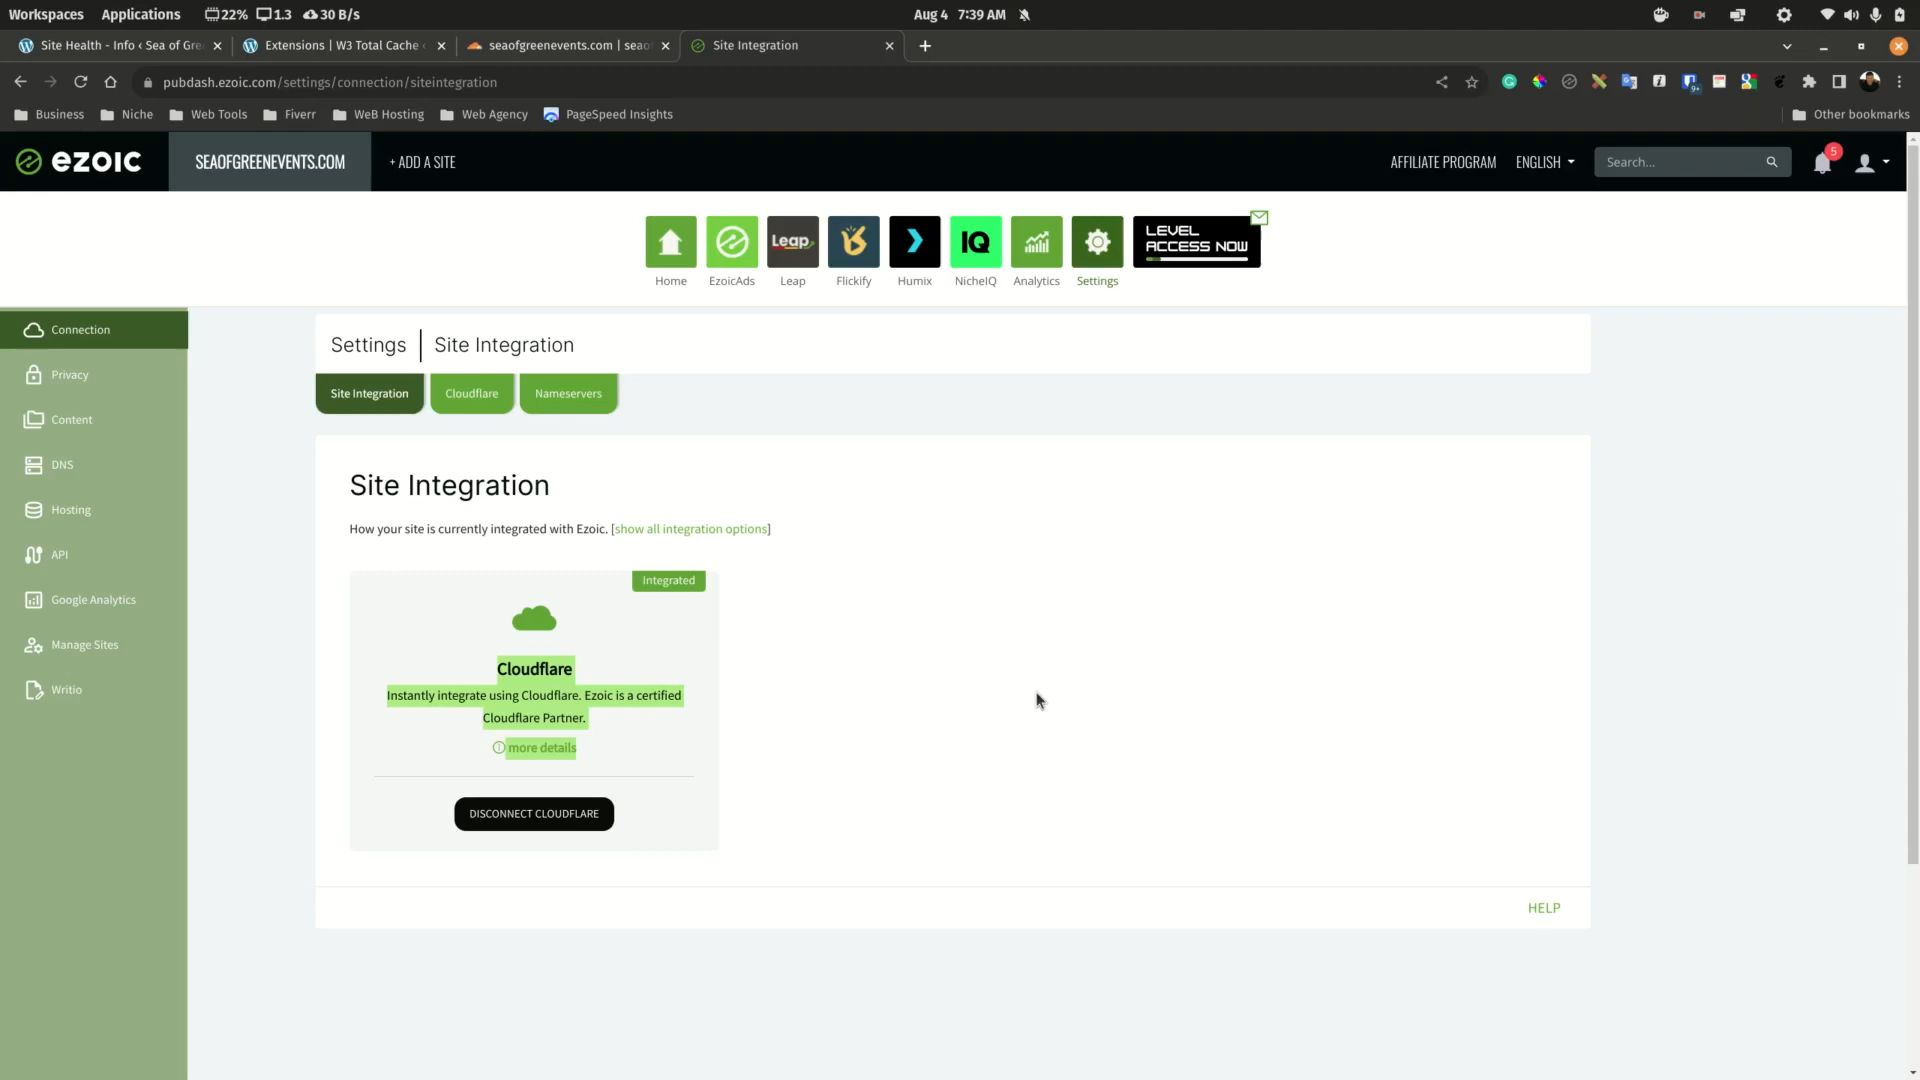 Workspaces Applications 22% 1.3 30 B/s Aug 4 7:39 AM
Site Health - Info ‹ Sea of Gre Extensions | W3 Total Cache ‹ seaofgreenevents.com | seao Site Integration
pubdash.ezoic.com/settings/connection/siteintegration
Business Niche Web Tools Fiverr WeB Hosting Web Agency PageSpeed Insights Other bookmarks
ezoic SEAOFGREENEVENTS.COM + ADD A SITE AFFILIATE PROGRAM ENGLISH Search... 5
Leap IQ LEVEL
ACCESS NOW
Home EzoicAds Leap Flickify Humix NicheIQ Analytics Settings
Connection
Privacy
Content
DNS
Hosting
API
Google Analytics
Manage Sites
Writio
Settings Site Integration
Site Integration Cloudflare Nameservers
Site Integration
How your site is currently integrated with Ezoic. [show all integration options]
Integrated
Cloudflare
Instantly integrate using Cloudflare. Ezoic is a certified
Cloudflare Partner.
more details
DISCONNECT CLOUDFLARE
HELP